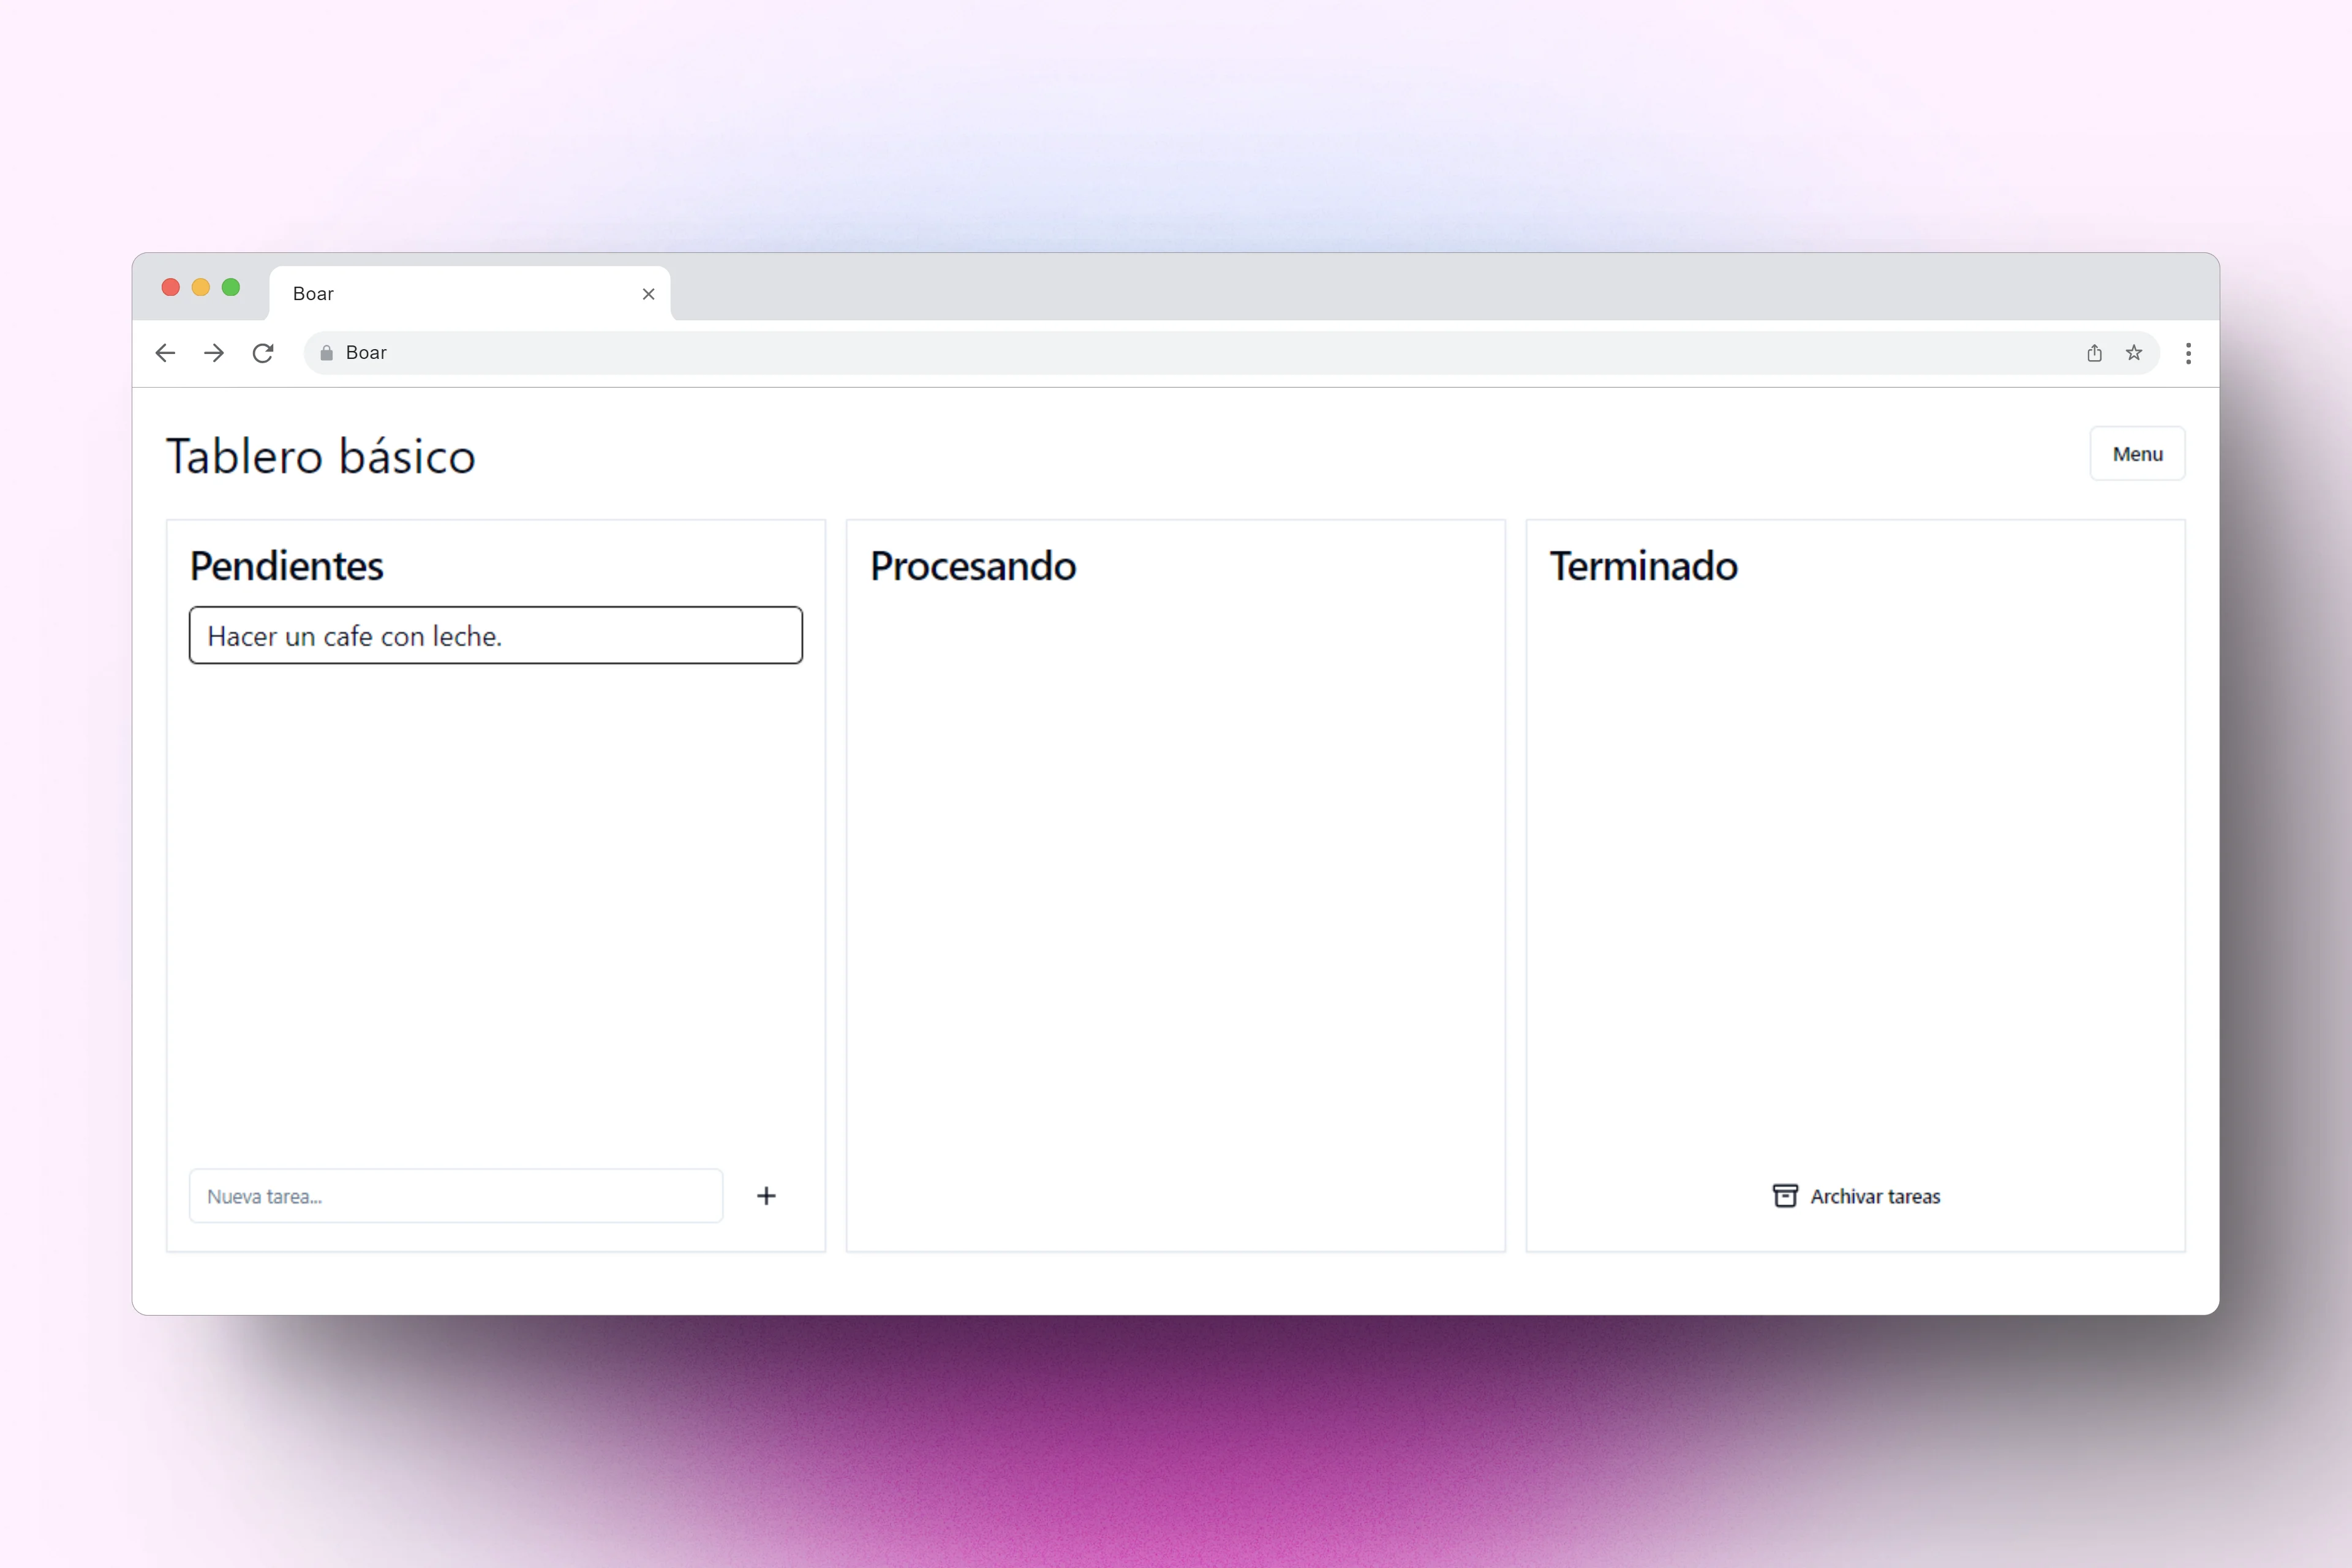 Boar
Boar
Tablero básico
Menu
Pendientes
Hacer un cafe con leche.
Nueva tarea...
Procesando
Terminado
Archivar tareas